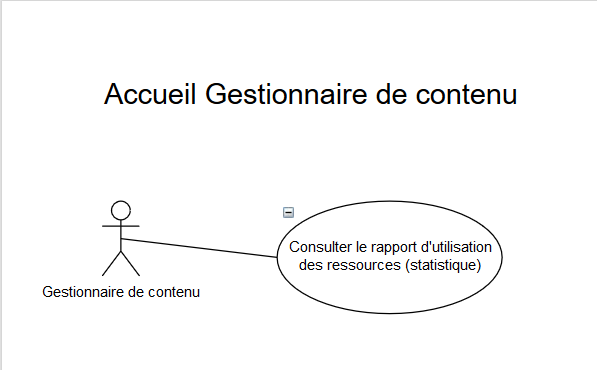 Accueil Gestionnaire de contenu
Consulter le rapport d'utilisation
des ressources (statistique)
Gestionnaire de contenu